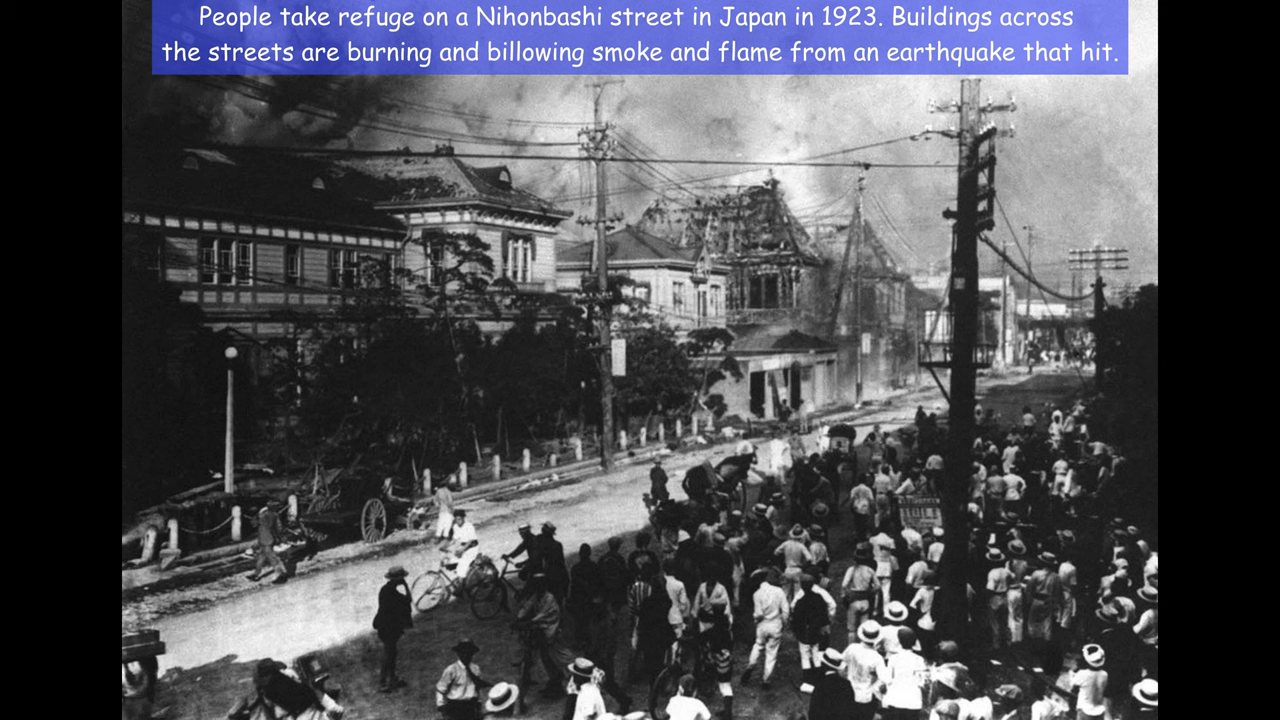 People take refuge on a Nihonbashi street in Japan in 1923. Buildings across
the streets are burning and billowing smoke and flame from an earthquake that hit.